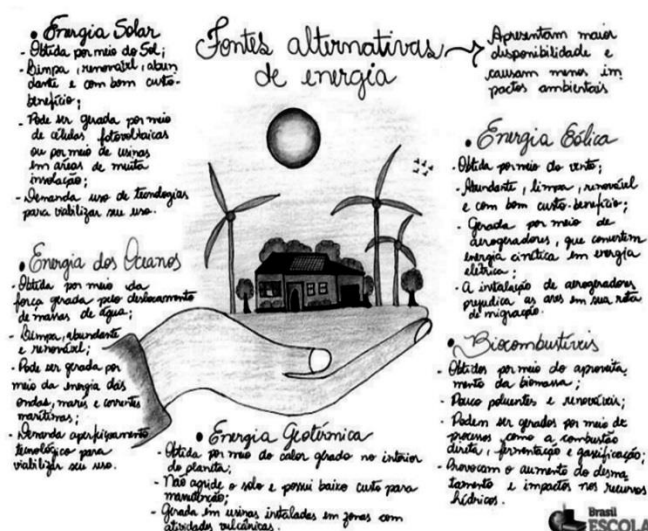 Fontes alternativas
de energia
Apresentam maior
disponibilidade e
causam menos im
pactos ambientais
• Energia Solar
- Obtida por meio do Sol;
- Limpa, renovável, abun
dante e com bom custo-
benefício;
- Pode ser gerada por meio
de células fotovoltaicas
ou por meio de usinas
em áreas de muita
insolação;
- Demanda uso de tecnologias
para viabilizar seu uso.
• Energia dos Oceanos
- Obtida por meio da
força gerada pelo deslocamento
de massas de água;
- Limpa, abundante
e renovável;
- Pode ser gerada por
meio da energia das
ondas, marés e correntes
marítimas;
- Demanda aperfeiçoamento
tecnológico para
viabilizar seu uso.
• Energia Geotérmica
- Obtida por meio do calor gerado no interior
do planeta;
- Não agride o solo e possui baixo custo para
manutenção;
- Gerada em usinas instaladas em zonas com
atividades vulcânicas.
• Energia Eólica
- Obtida por meio do vento;
- Abundante, limpa, renovável
e com bom custo-benefício;
- Gerada por meio de
aerogeradores, que convertem
energia cinética em energia
elétrica;
- A instalação de aerogeradores
prejudica as aves em sua rota
de migração.
• Biocombustíveis
- Obtidos por meio do aproveita
mento da biomassa;
- Pouco poluentes e renováveis;
- Podem ser gerados por meio de
processos como a combustão
direta, fermentação e gaseificação;
- Provocam o aumento do desma
tamento e impactos nos recursos
hídricos.
Brasil
ESCOLA